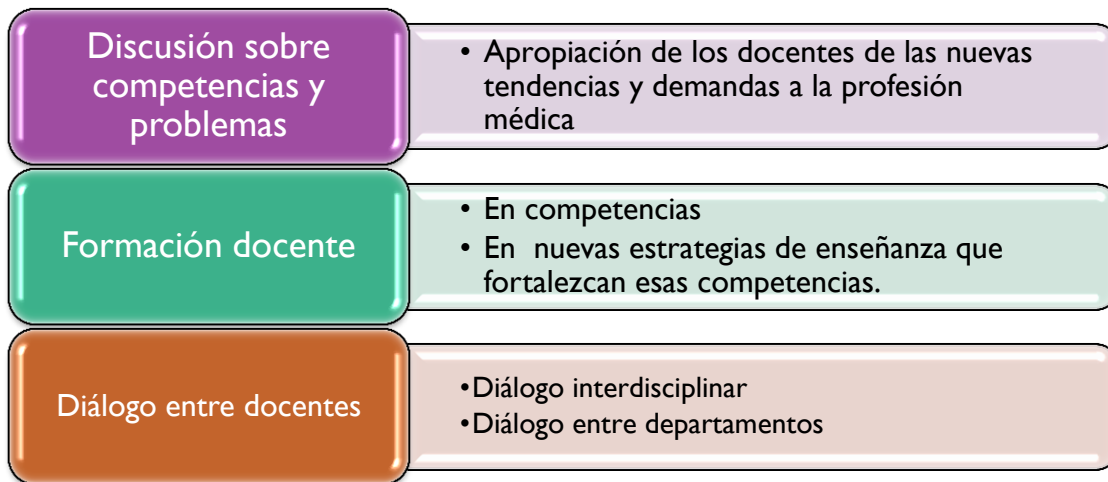 Discusión sobre
competencias y
problemas
• Apropiación de los docentes de las nuevas
tendencias y demandas a la profesión
médica
Formación docente
• En competencias
• En nuevas estrategias de enseñanza que
fortalezcan esas competencias.
Diálogo entre docentes
•Diálogo interdisciplinar
•Diálogo entre departamentos